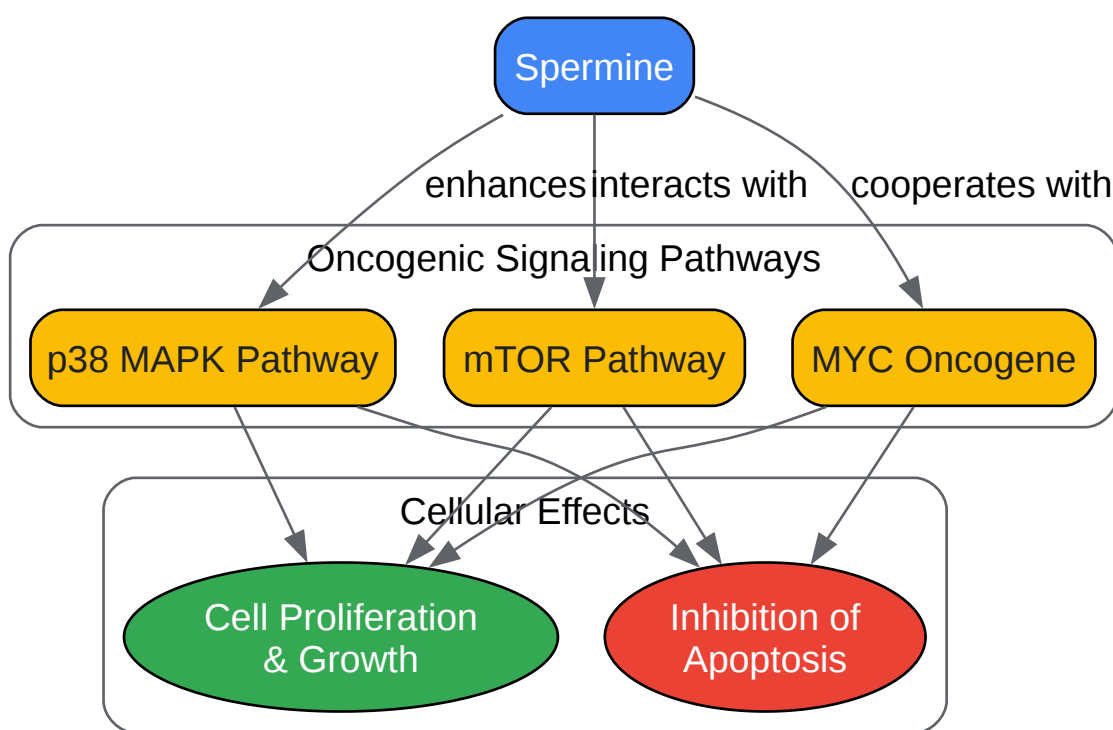 Spermine
enhances
interacts with
cooperates with
Oncogenic Signaling Pathways
p38 MAPK Pathway
mTOR Pathway
MYC Oncogene
Cellular Effects
Cell Proliferation
& Growth
Inhibition of
Apoptosis